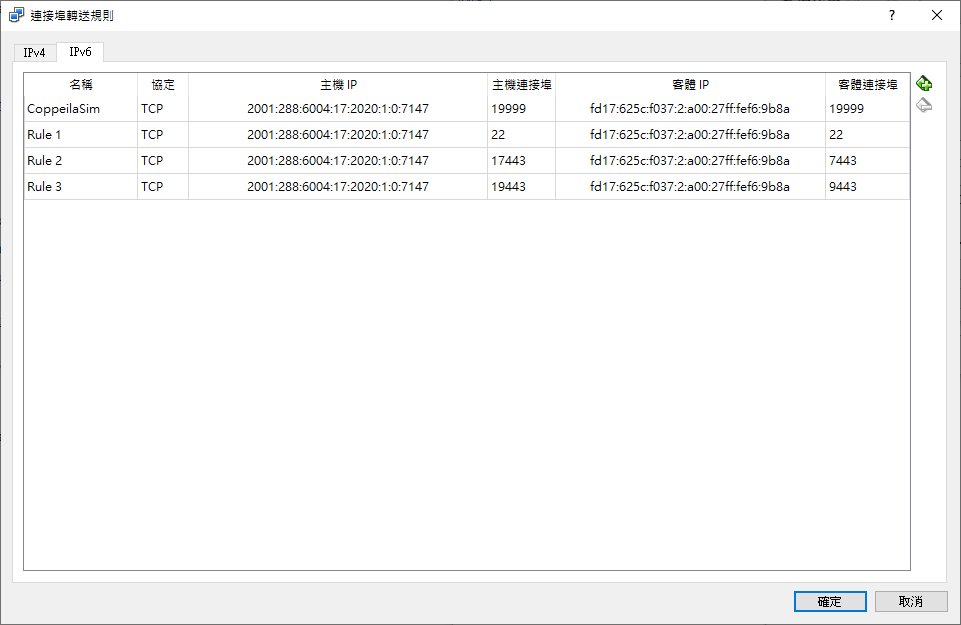 連接埠轉送規則 ?
IPv4 IPv6
名稱 協定 主機 IP 主機連接埠 客體 IP 客體連接埠
CoppeilaSim TCP 2001:288:6004:17:2020:1:0:7147 19999 fd17:625c:f037:2:a00:27ff:fef6:9b8a 19999
Rule 1 TCP 2001:288:6004:17:2020:1:0:7147 22 fd17:625c:f037:2:a00:27ff:fef6:9b8a 22
Rule 2 TCP 2001:288:6004:17:2020:1:0:7147 17443 fd17:625c:f037:2:a00:27ff:fef6:9b8a 7443
Rule 3 TCP 2001:288:6004:17:2020:1:0:7147 19443 fd17:625c:f037:2:a00:27ff:fef6:9b8a 9443
確定 取消